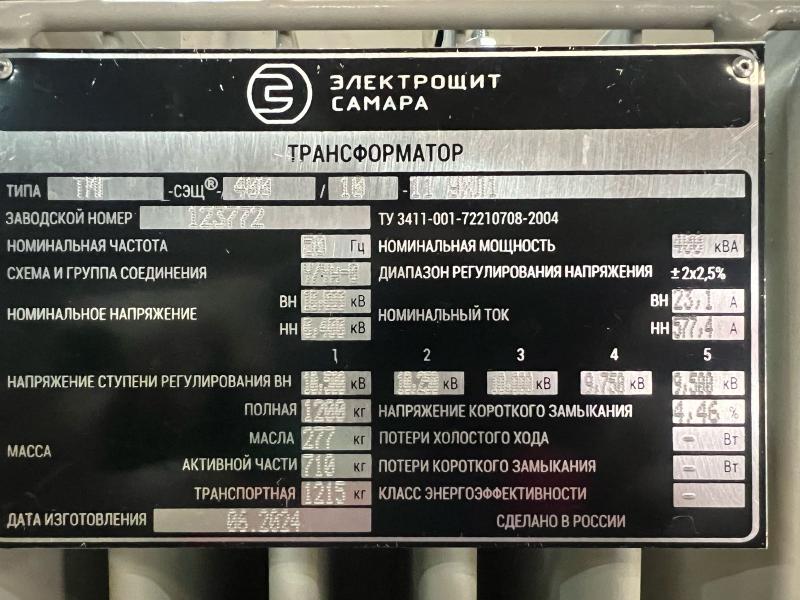 ЭЛЕКТРОЩИТ
САМАРА
ТРАНСФОРМАТОР
ТИПА ТМ -СЭЩ®- 400 / 10 -11 УХЛ1
ЗАВОДСКОЙ НОМЕР 123772 ТУ 3411-001-72210708-2004
НОМИНАЛЬНАЯ ЧАСТОТА 50 Гц НОМИНАЛЬНАЯ МОЩНОСТЬ 400 кВА
СХЕМА И ГРУППА СОЕДИНЕНИЯ ДИАПАЗОН РЕГУЛИРОВАНИЯ НАПРЯЖЕНИЯ ±2х2,5%
НОМИНАЛЬНОЕ НАПРЯЖЕНИЕ ВН кВ НОМИНАЛЬНЫЙ ТОК ВН 23,1 А
НН 0,400 кВ НН 577,4 А
1 2 3 4 5
НАПРЯЖЕНИЕ СТУПЕНИ РЕГУЛИРОВАНИЯ ВН кВ кВ кВ 9,750 кВ 9,500 кВ
МАССА ПОЛНАЯ 1200 кг НАПРЯЖЕНИЕ КОРОТКОГО ЗАМЫКАНИЯ 4,46 %
МАСЛА 277 кг ПОТЕРИ ХОЛОСТОГО ХОДА - Вт
АКТИВНОЙ ЧАСТИ 710 кг ПОТЕРИ КОРОТКОГО ЗАМЫКАНИЯ - Вт
ТРАНСПОРТНАЯ 1215 кг КЛАСС ЭНЕРГОЭФФЕКТИВНОСТИ -
ДАТА ИЗГОТОВЛЕНИЯ 06.2024 СДЕЛАНО В РОССИИ